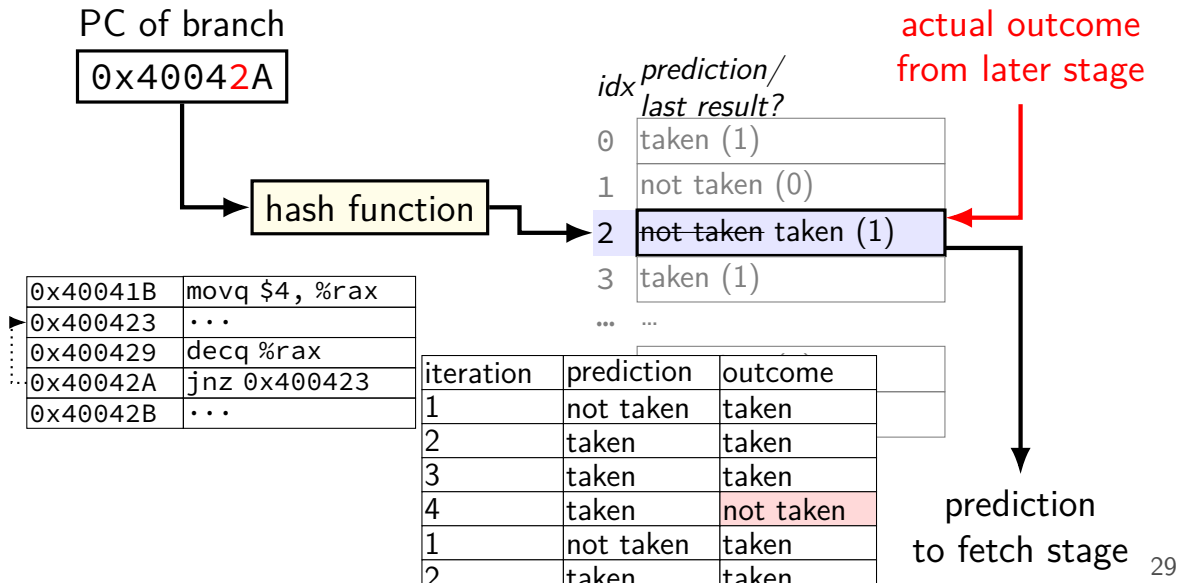 PC of branch
0x40042A
hash function
idx prediction/
last result?
0 taken (1)
1 not taken (0)
2 not taken taken (1)
3 taken (1)
... ...
actual outcome
from later stage
0x40041B movq $4, %rax
0x400423 ···
0x400429 decq %rax
0x40042A jnz 0x400423
0x40042B ···
iteration prediction outcome
1 not taken taken
2 taken taken
3 taken taken
4 taken not taken
1 not taken taken
2 taken taken
prediction
to fetch stage
29